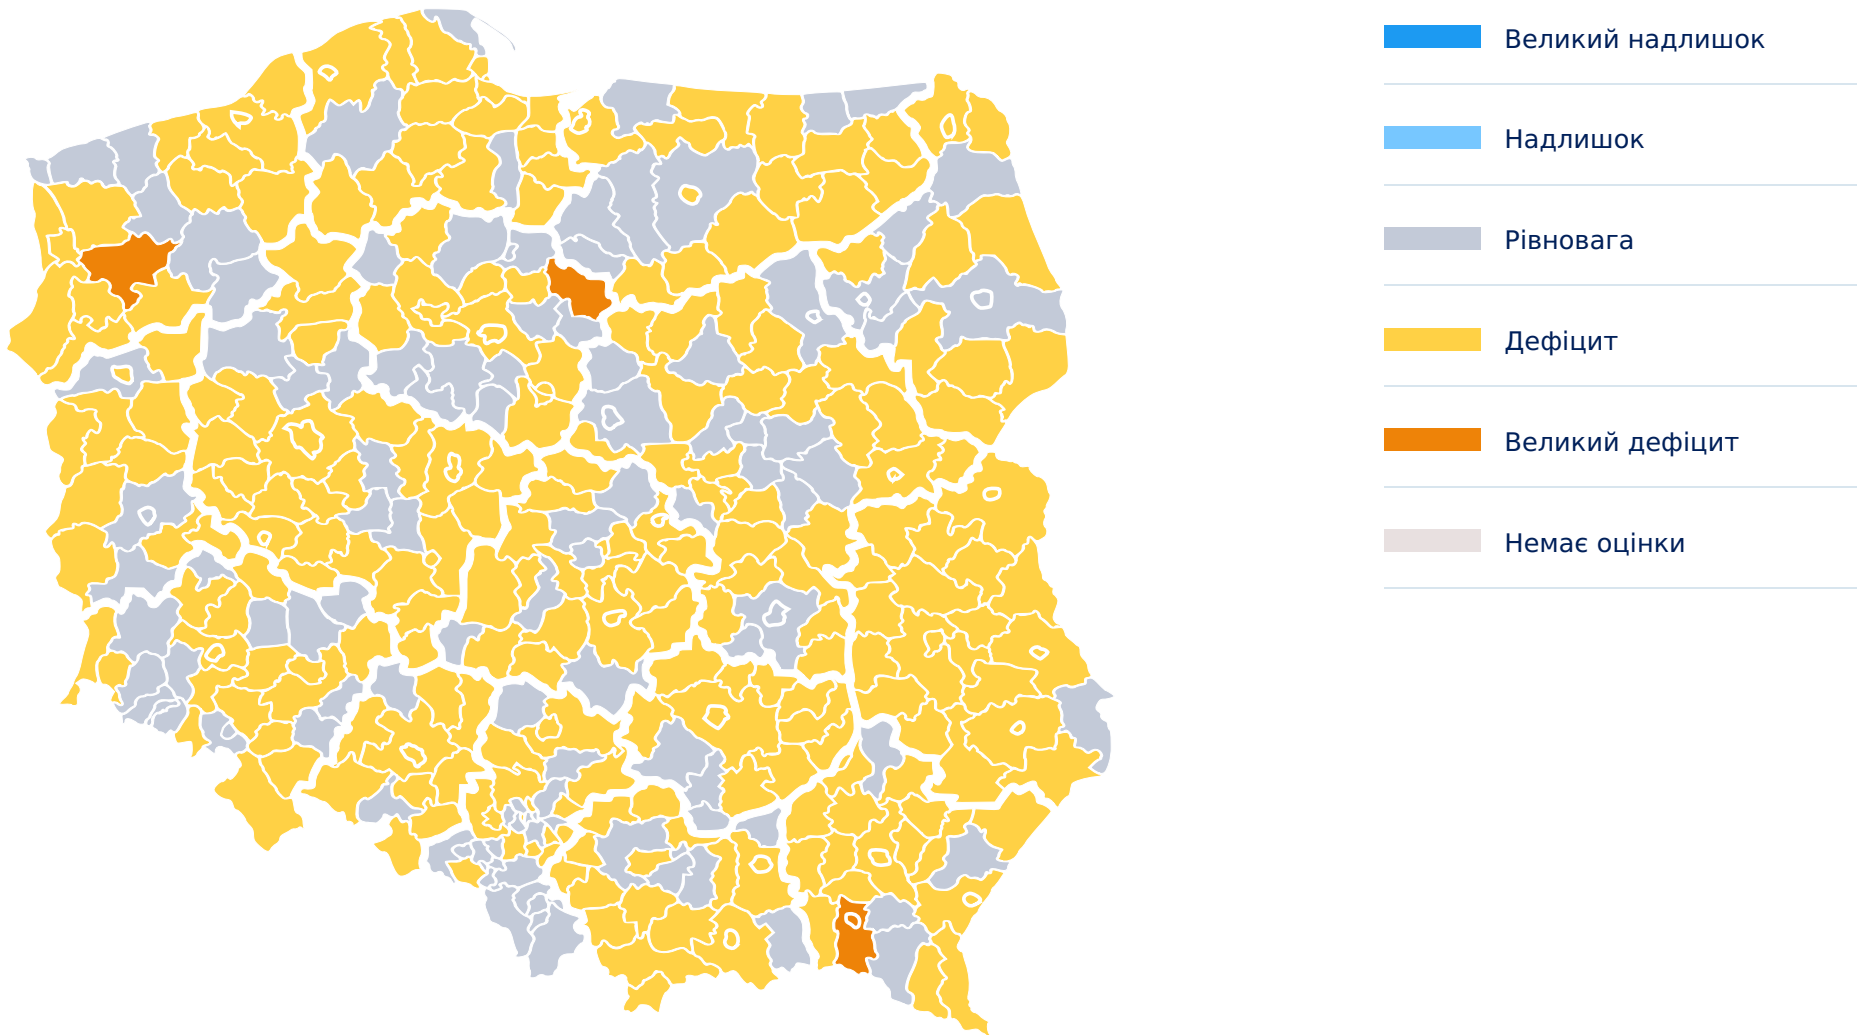 Великий надлишок
Надлишок
Рівновага
Дефіцит
Великий дефіцит
Немає оцінки